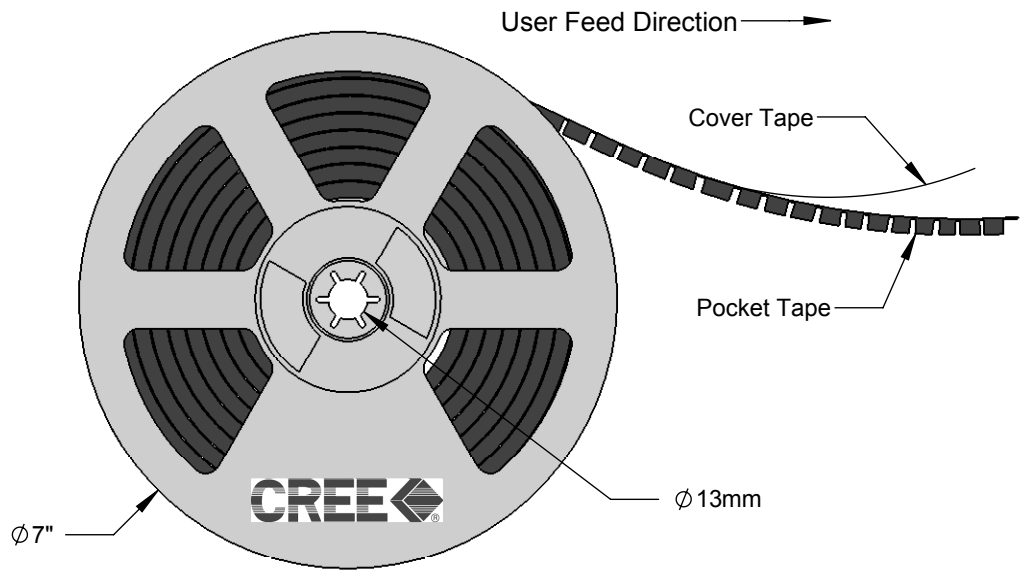 User Feed Direction
Cover Tape
Pocket Tape
CREE®
⌀13mm
⌀7"